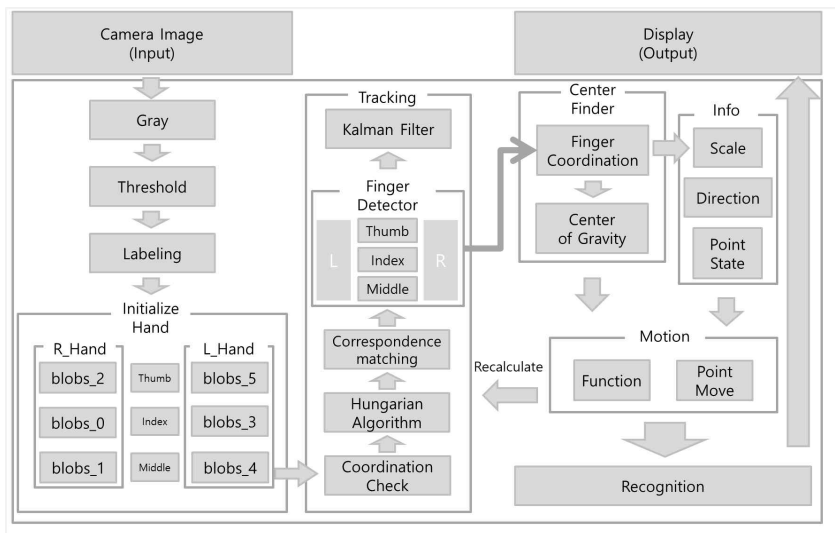 Camera Image
(Input)
Gray
Threshold
Labeling
Initialize
Hand
R_Hand
L_Hand
blobs_2
Thumb
blobs_5
blobs_0
Index
blobs_3
blobs_1
Middle
blobs_4
Tracking
Kalman Filter
Finger
Detector
L
Thumb
Index
Middle
R
Correspondence
matching
Hungarian
Algorithm
Coordination
Check
Display
(Output)
Center
Finder
Finger
Coordination
Center
of Gravity
Info
Scale
Direction
Point
State
Motion
Function
Point
Move
Recalculate
Recognition